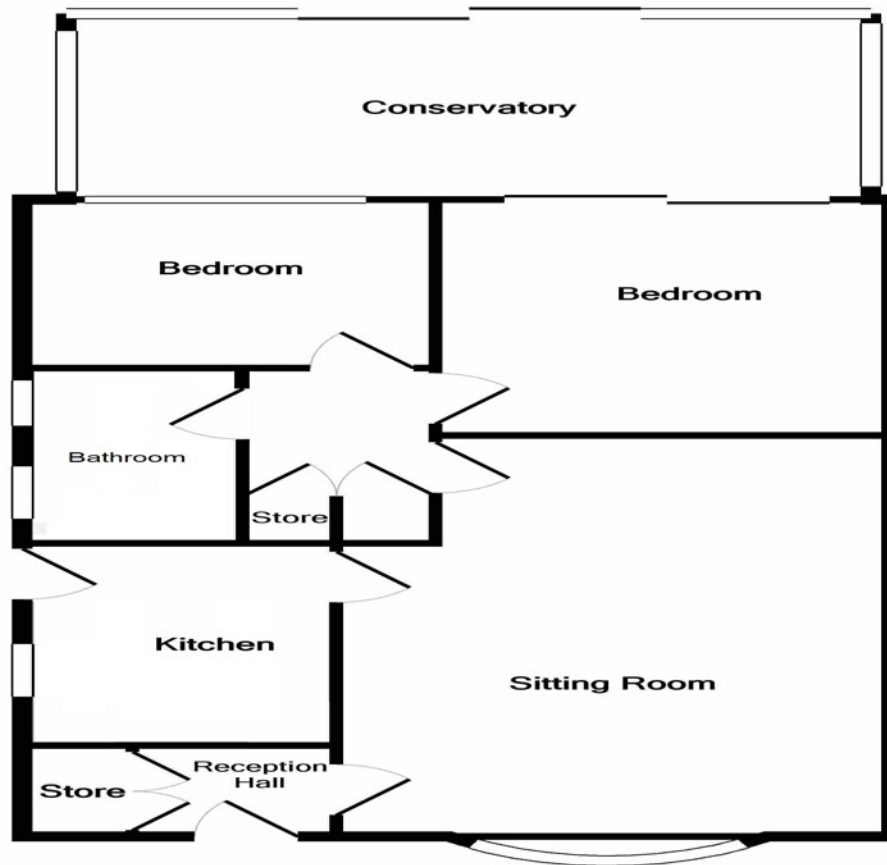 Conservatory
Bedroom
Bedroom
Bathroom
Store
Kitchen
Sitting Room
Reception
Hall
Store